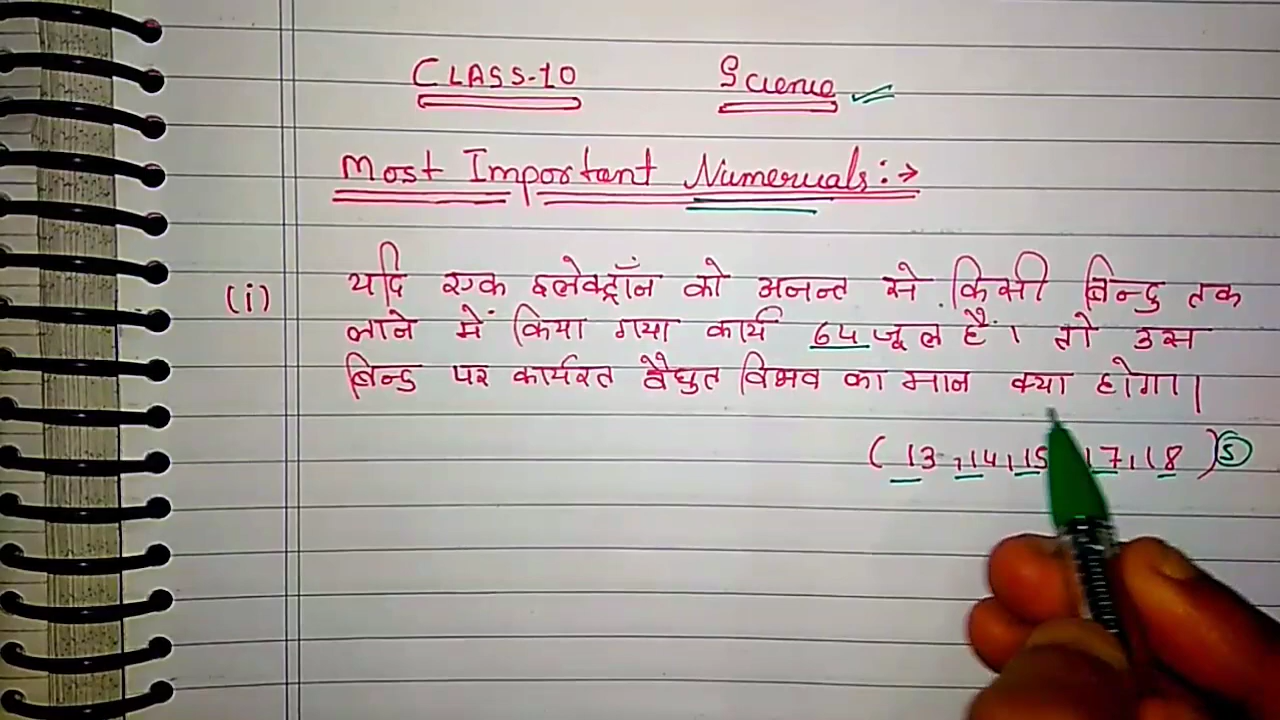 CLASS-10 Science
Most Important Numericals:→
(i) यदि एक इलेक्ट्रॉन को अनन्त से किसी बिन्दु तक
लाने में किया गया कार्य 64 जूल है। तो उस
बिन्दु पर कार्यरत वैद्युत विभव का मान क्या होगा।
(13, 14, 15, 17, 18) 5